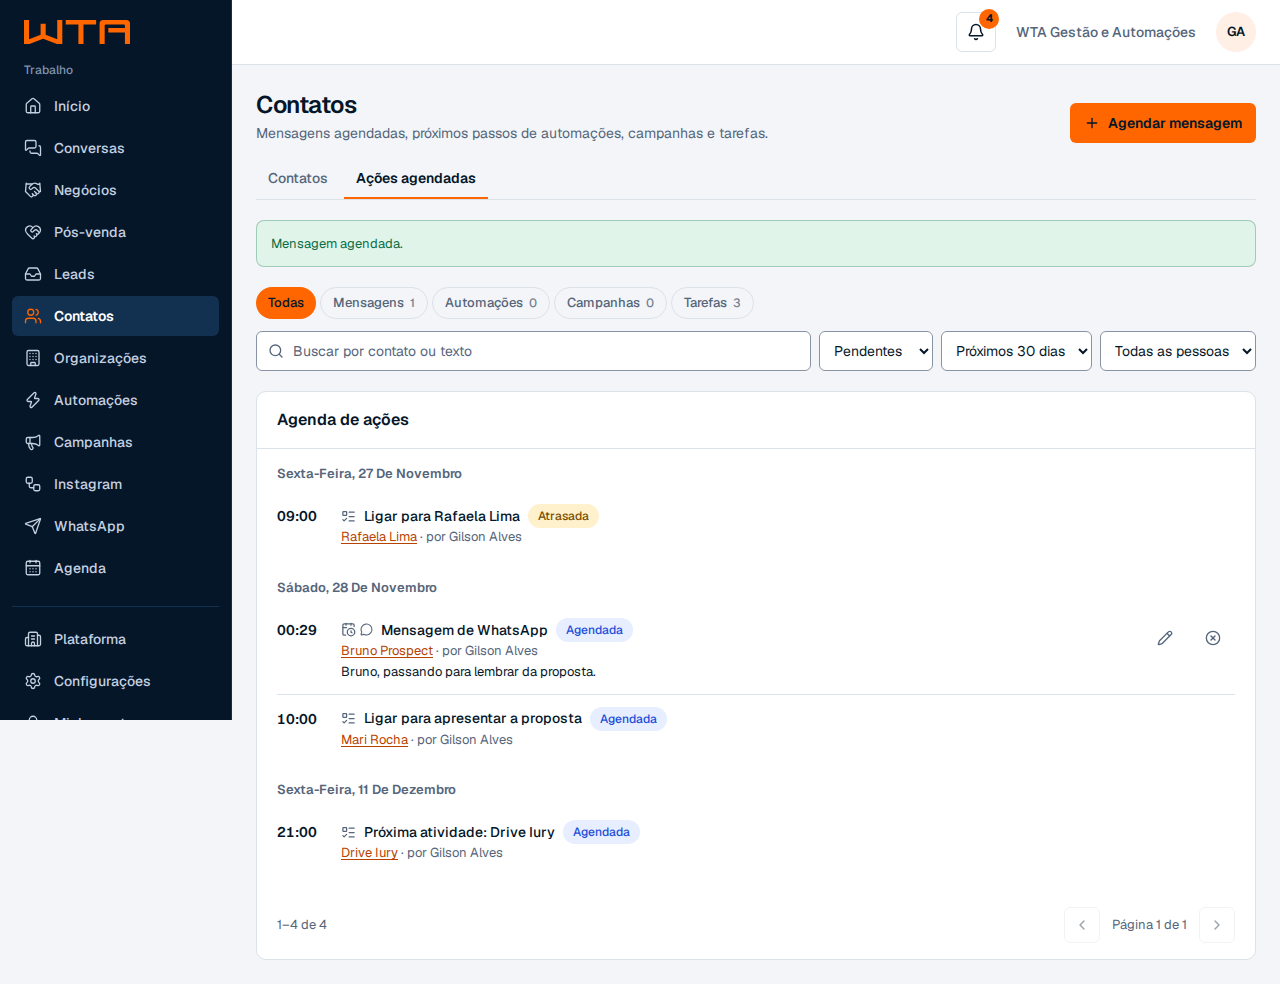 WTA
Trabalho
Início
Conversas
Negócios
Pós-venda
Leads
Contatos
Organizações
Automações
Campanhas
Instagram
WhatsApp
Agenda
Plataforma
Configurações
4
WTA Gestão e Automações
GA
Contatos
Mensagens agendadas, próximos passos de automações, campanhas e tarefas.
Agendar mensagem
Contatos
Ações agendadas
Mensagem agendada.
Todas
Mensagens 1
Automações 0
Campanhas 0
Tarefas 3
Buscar por contato ou texto
Pendentes
Próximos 30 dias
Todas as pessoas
Agenda de ações
Sexta-Feira, 27 De Novembro
09:00 Ligar para Rafaela Lima Atrasada
Rafaela Lima · por Gilson Alves
Sábado, 28 De Novembro
00:29 Mensagem de WhatsApp Agendada
Bruno Prospect · por Gilson Alves
Bruno, passando para lembrar da proposta.
10:00 Ligar para apresentar a proposta Agendada
Mari Rocha · por Gilson Alves
Sexta-Feira, 11 De Dezembro
21:00 Próxima atividade: Drive Iury Agendada
Drive Iury · por Gilson Alves
1–4 de 4
Página 1 de 1